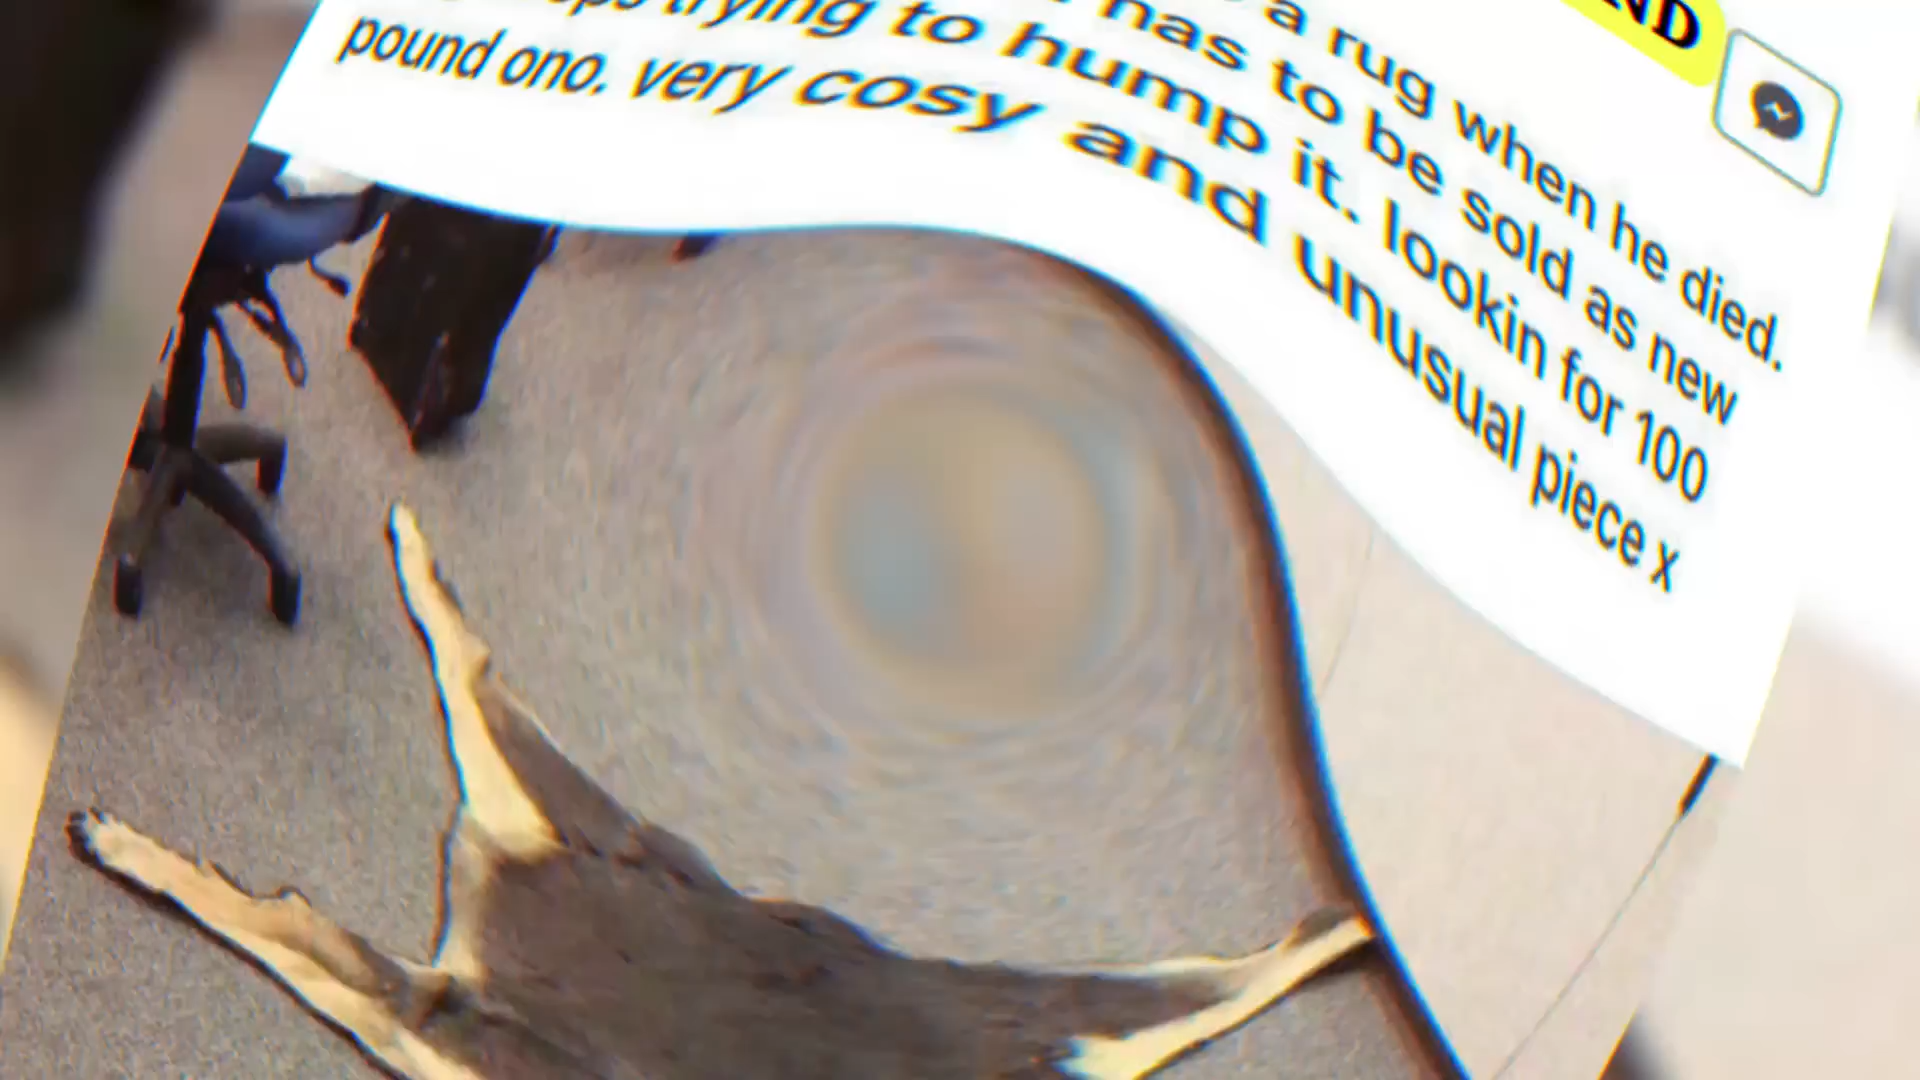 ND
a rug when he died.
has to be sold as new
trying to hump it. lookin for 100
pound ono. very cosy and unusual piece x